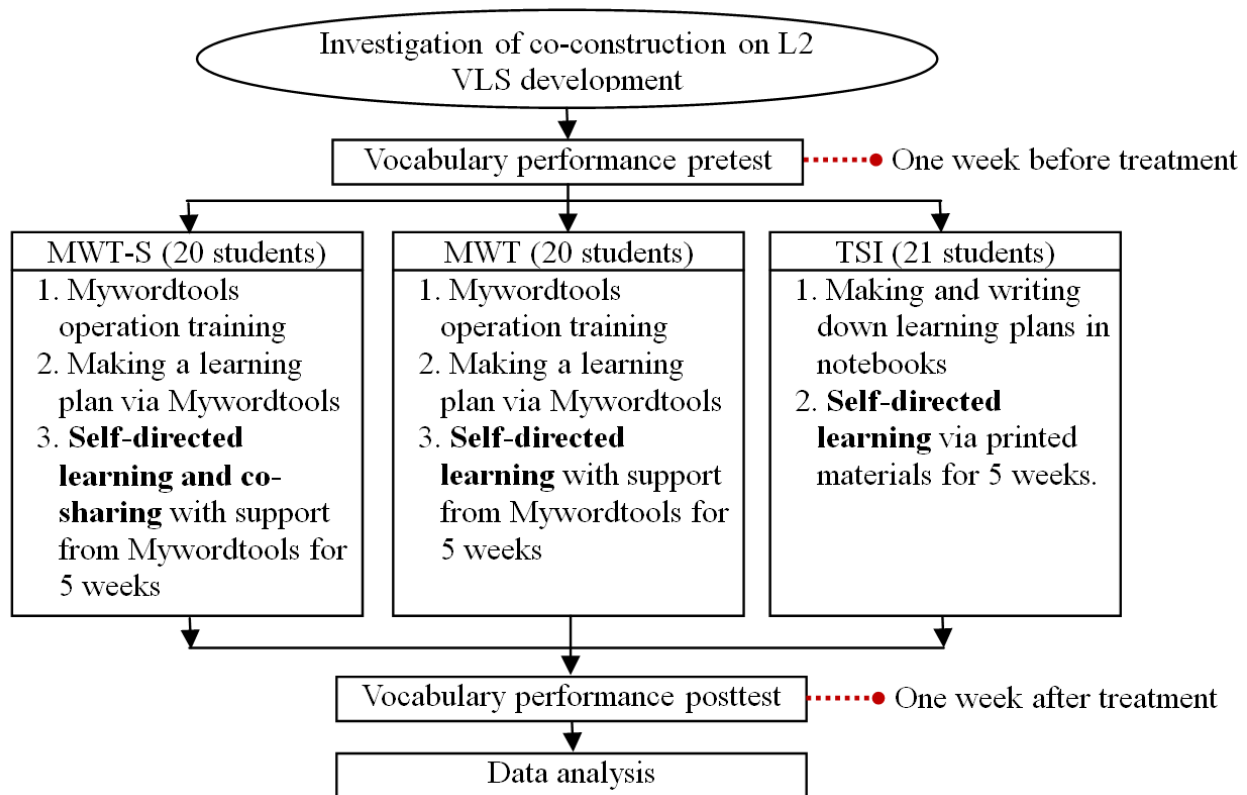 Investigation of co-construction on L2
VLS development
Vocabulary performance pretest
One week before treatment
MWT-S (20 students)
1. Mywordtools
operation training
2. Making a learning
plan via Mywordtools
3. Self-directed
learning and co-
sharing with support
from Mywordtools for
5 weeks
MWT (20 students)
1. Mywordtools
operation training
2. Making a learning
plan via Mywordtools
3. Self-directed
learning with support
from Mywordtools for
5 weeks
TSI (21 students)
1. Making and writing
down learning plans in
notebooks
2. Self-directed
learning via printed
materials for 5 weeks.
Vocabulary performance posttest
One week after treatment
Data analysis